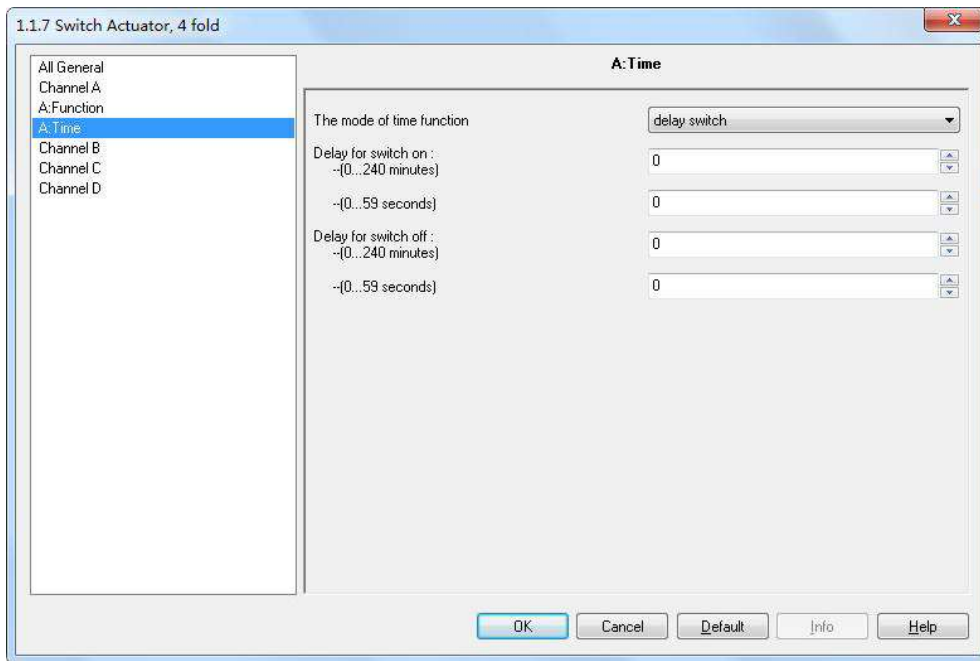 1.1.7 Switch Actuator, 4 fold
All General
Channel A
A:Function
A:Time
Channel B
Channel C
Channel D
A:Time
The mode of time function
delay switch
Delay for switch on :
--(0...240 minutes)
0
--(0...59 seconds)
0
Delay for switch off :
--(0...240 minutes)
0
--(0...59 seconds)
0
OK
Cancel
Default
Info
Help